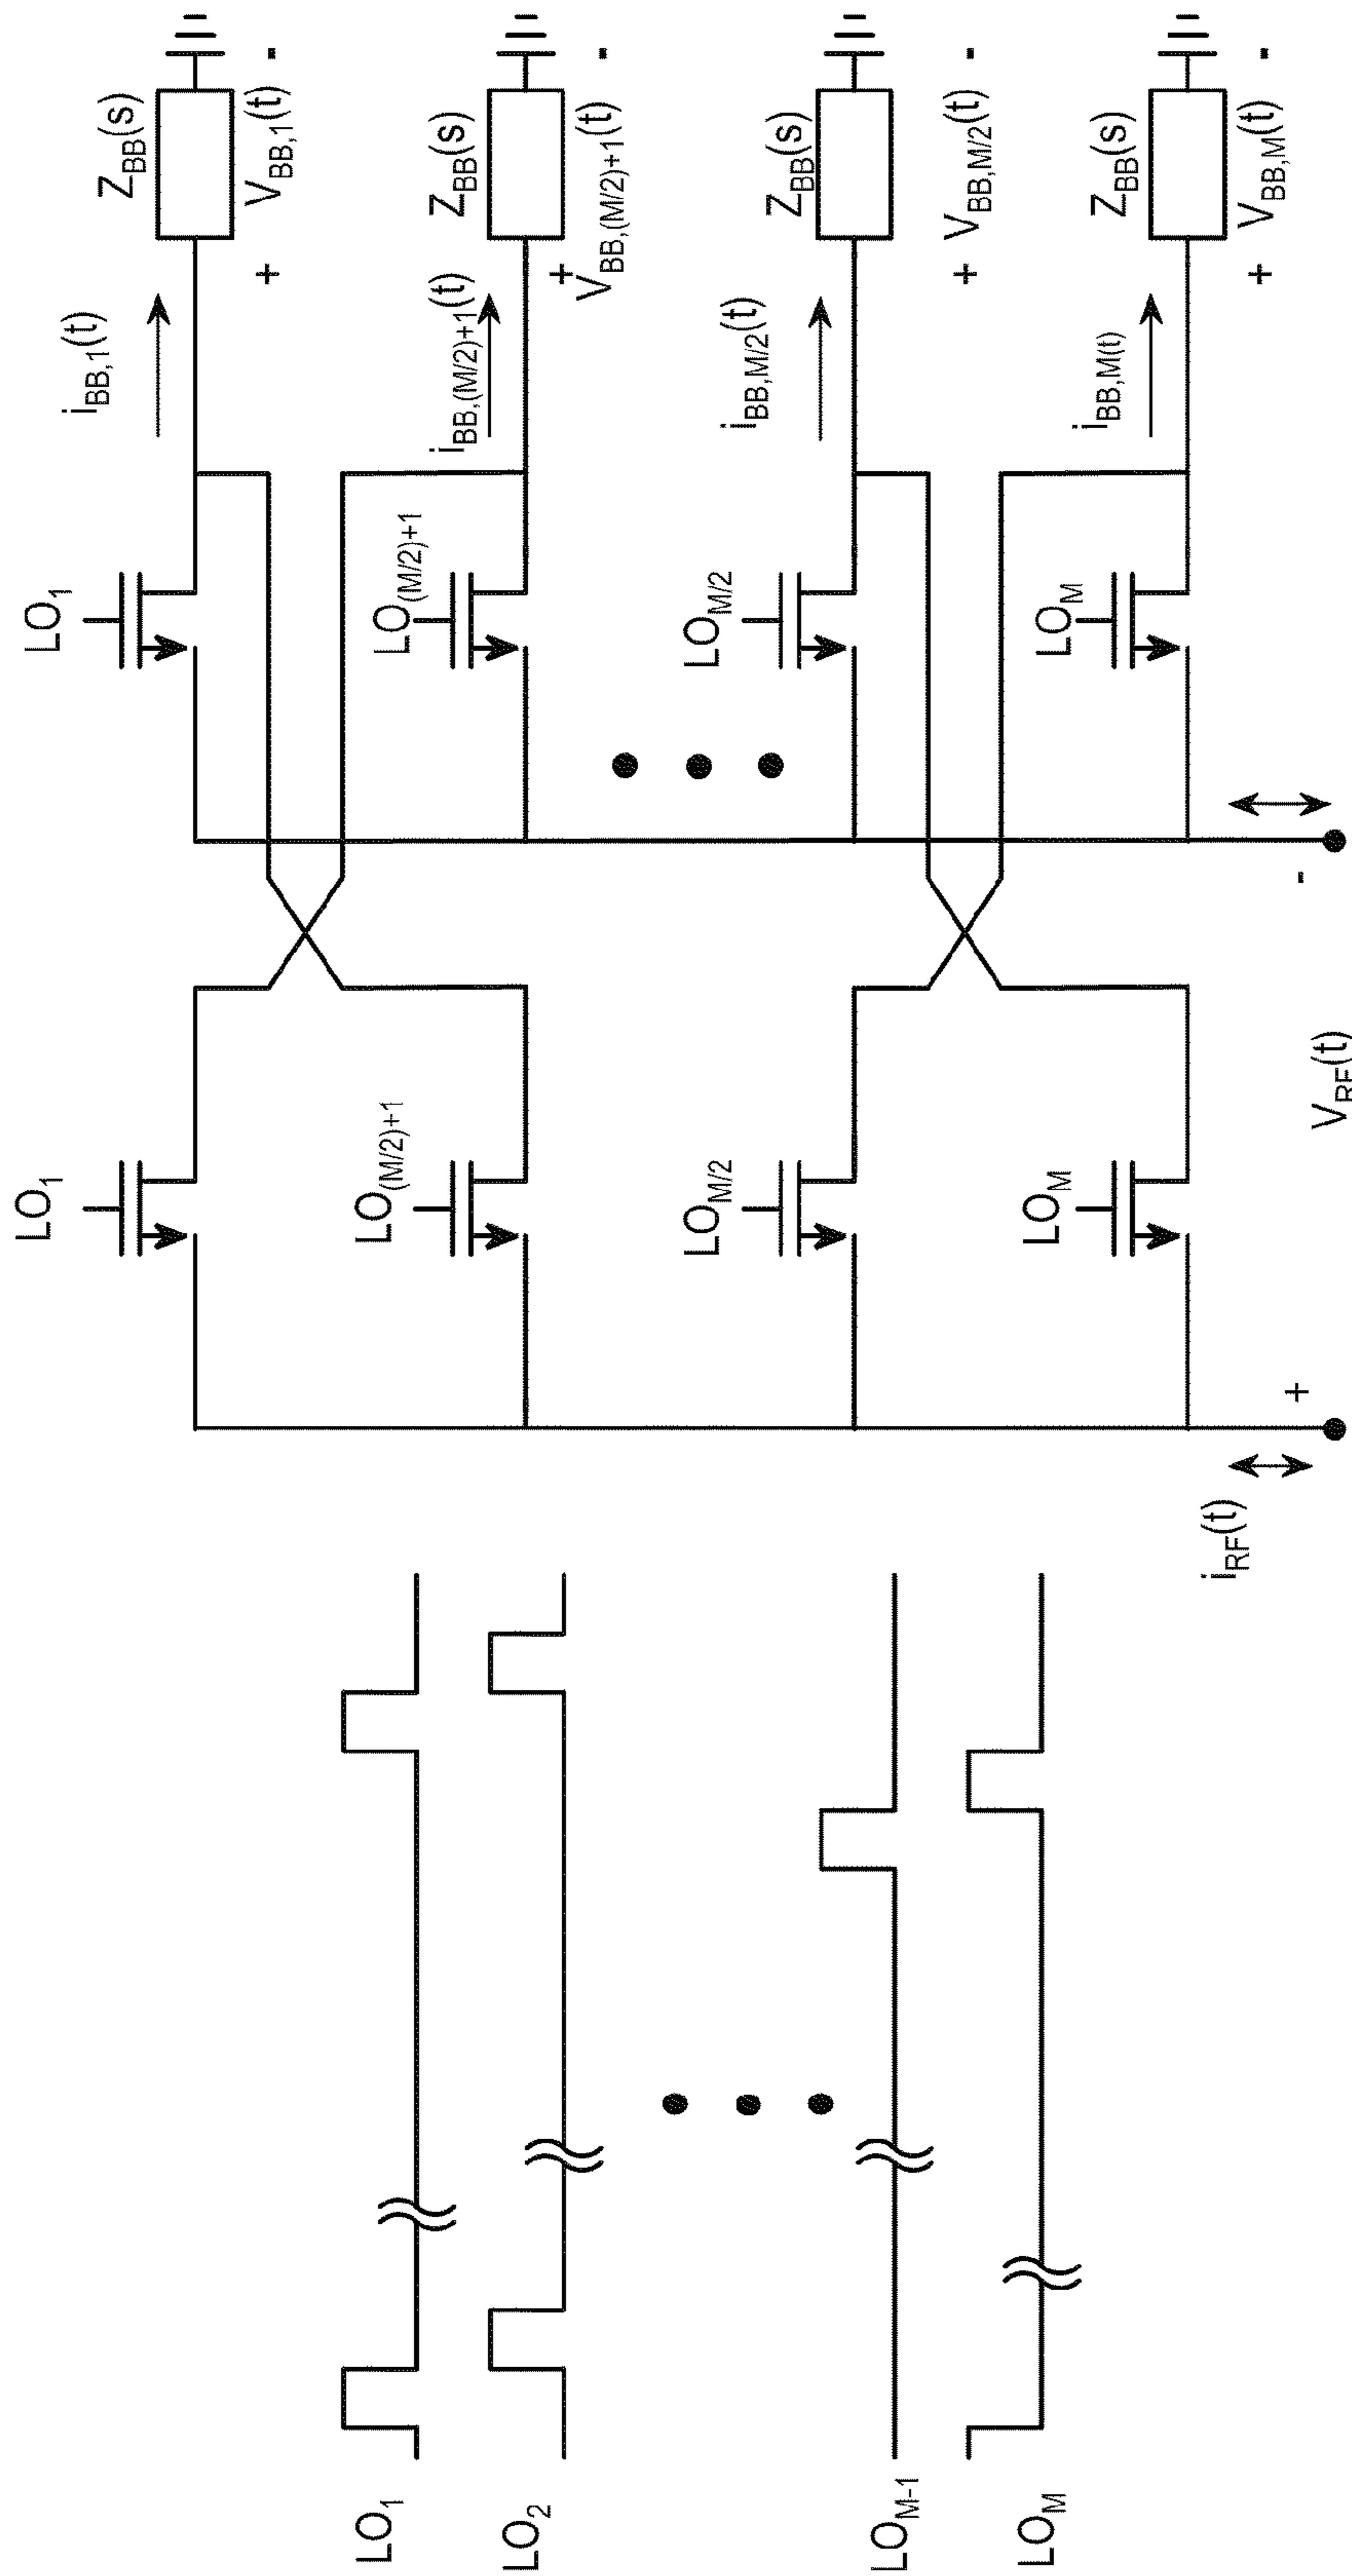 LO1
LO2
LOM-1
LOM
LO1
LO(M/2)+1
LOM/2
LOM
iRF(t)
+
VRF(t)
-
LO1
LO(M/2)+1
LOM/2
LOM
iBB,1(t)
iBB,(M/2)+1(t)
iBB,M/2(t)
iBB,M(t)
ZBB(s)
+ VBB,1(t) -
ZBB(s)
+ VBB,(M/2)+1(t) -
ZBB(s)
+ VBB,M/2(t) -
ZBB(s)
+ VBB,M(t) -